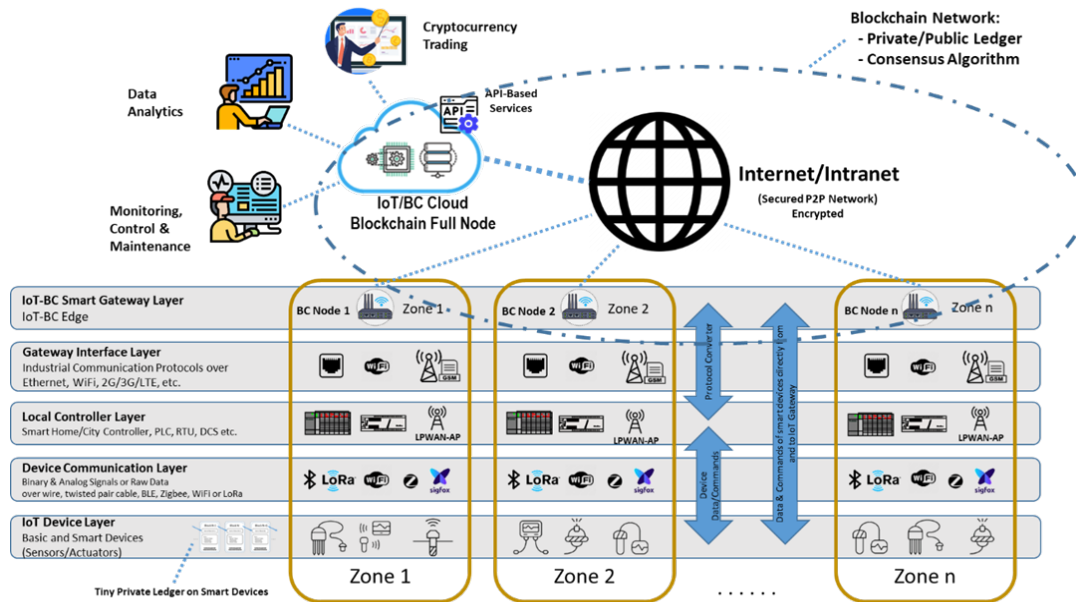 Cryptocurrency
Trading
Blockchain Network:
- Private/Public Ledger
- Consensus Algorithm
Data
Analytics
API
API-Based
Services
Internet/Intranet
(Secured P2P Network)
Encrypted
IoT/BC Cloud
Blockchain Full Node
Monitoring,
Control &
Maintenance
IoT-BC Smart Gateway Layer
IoT-BC Edge
BC Node 1
Zone 1
BC Node 2
Zone 2
BC Node n
Zone n
Gateway Interface Layer
Industrial Communication Protocols over
Ethernet, WiFi, 2G/3G/LTE, etc.
WiFi
GSM
WiFi
GSM
WiFi
GSM
Protocol Converter
Data & Commands of smart devices directly from
and to IoT Gateway
Local Controller Layer
Smart Home/City Controller, PLC, RTU, DCS etc.
LPWAN-AP
LPWAN-AP
LPWAN-AP
Device Communication Layer
Binary & Analog Signals or Raw Data
over wire, twisted pair cable, BLE, Zigbee, WiFi or LoRa
LoRa
WiFi
sigfox
LoRa
WiFi
sigfox
LoRa
WiFi
sigfox
Device
Data/Commands
IoT Device Layer
Basic and Smart Devices
(Sensors/Actuators)
Zone 1
Zone 2
Zone n
Tiny Private Ledger on Smart Devices
. . . . . .